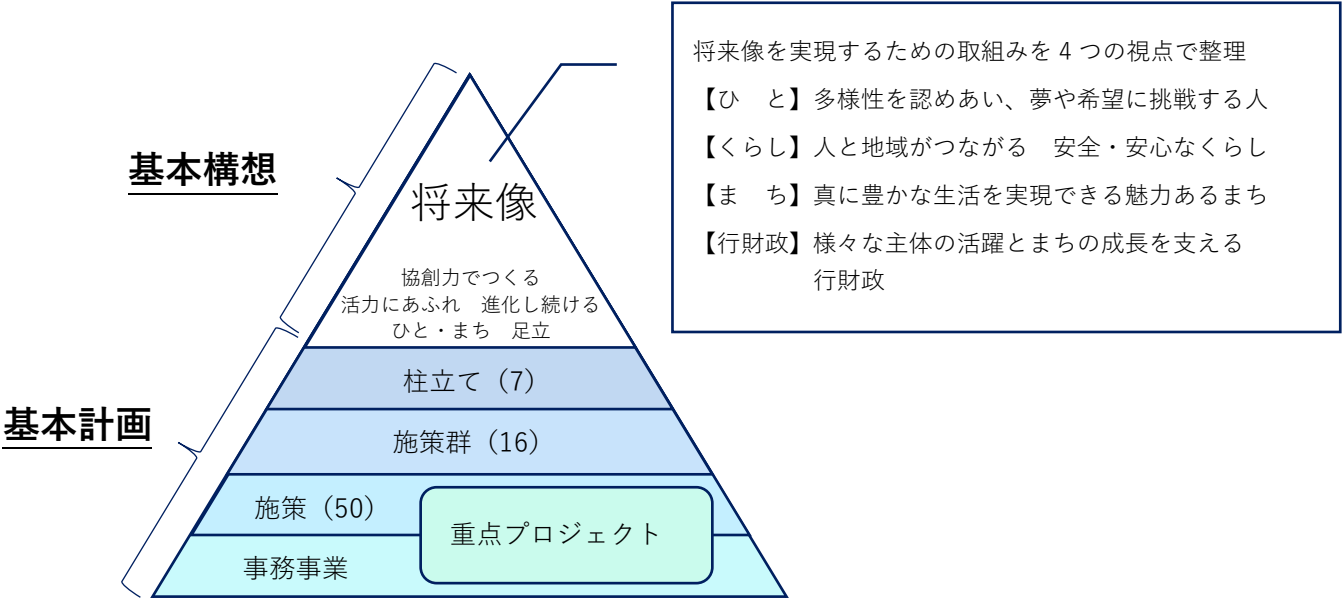 将来像を実現するための取組みを 4 つの視点で整理
【ひ　と】多様性を認めあい、夢や希望に挑戦する人
【くらし】人と地域がつながる　安全・安心なくらし
【ま　ち】真に豊かな生活を実現できる魅力あるまち
【行財政】様々な主体の活躍とまちの成長を支える
行財政
基本構想
将来像
協創力でつくる
活力にあふれ　進化し続ける
ひと・まち　足立
基本計画
柱立て（7）
施策群（16）
施策（50）
重点プロジェクト
事務事業